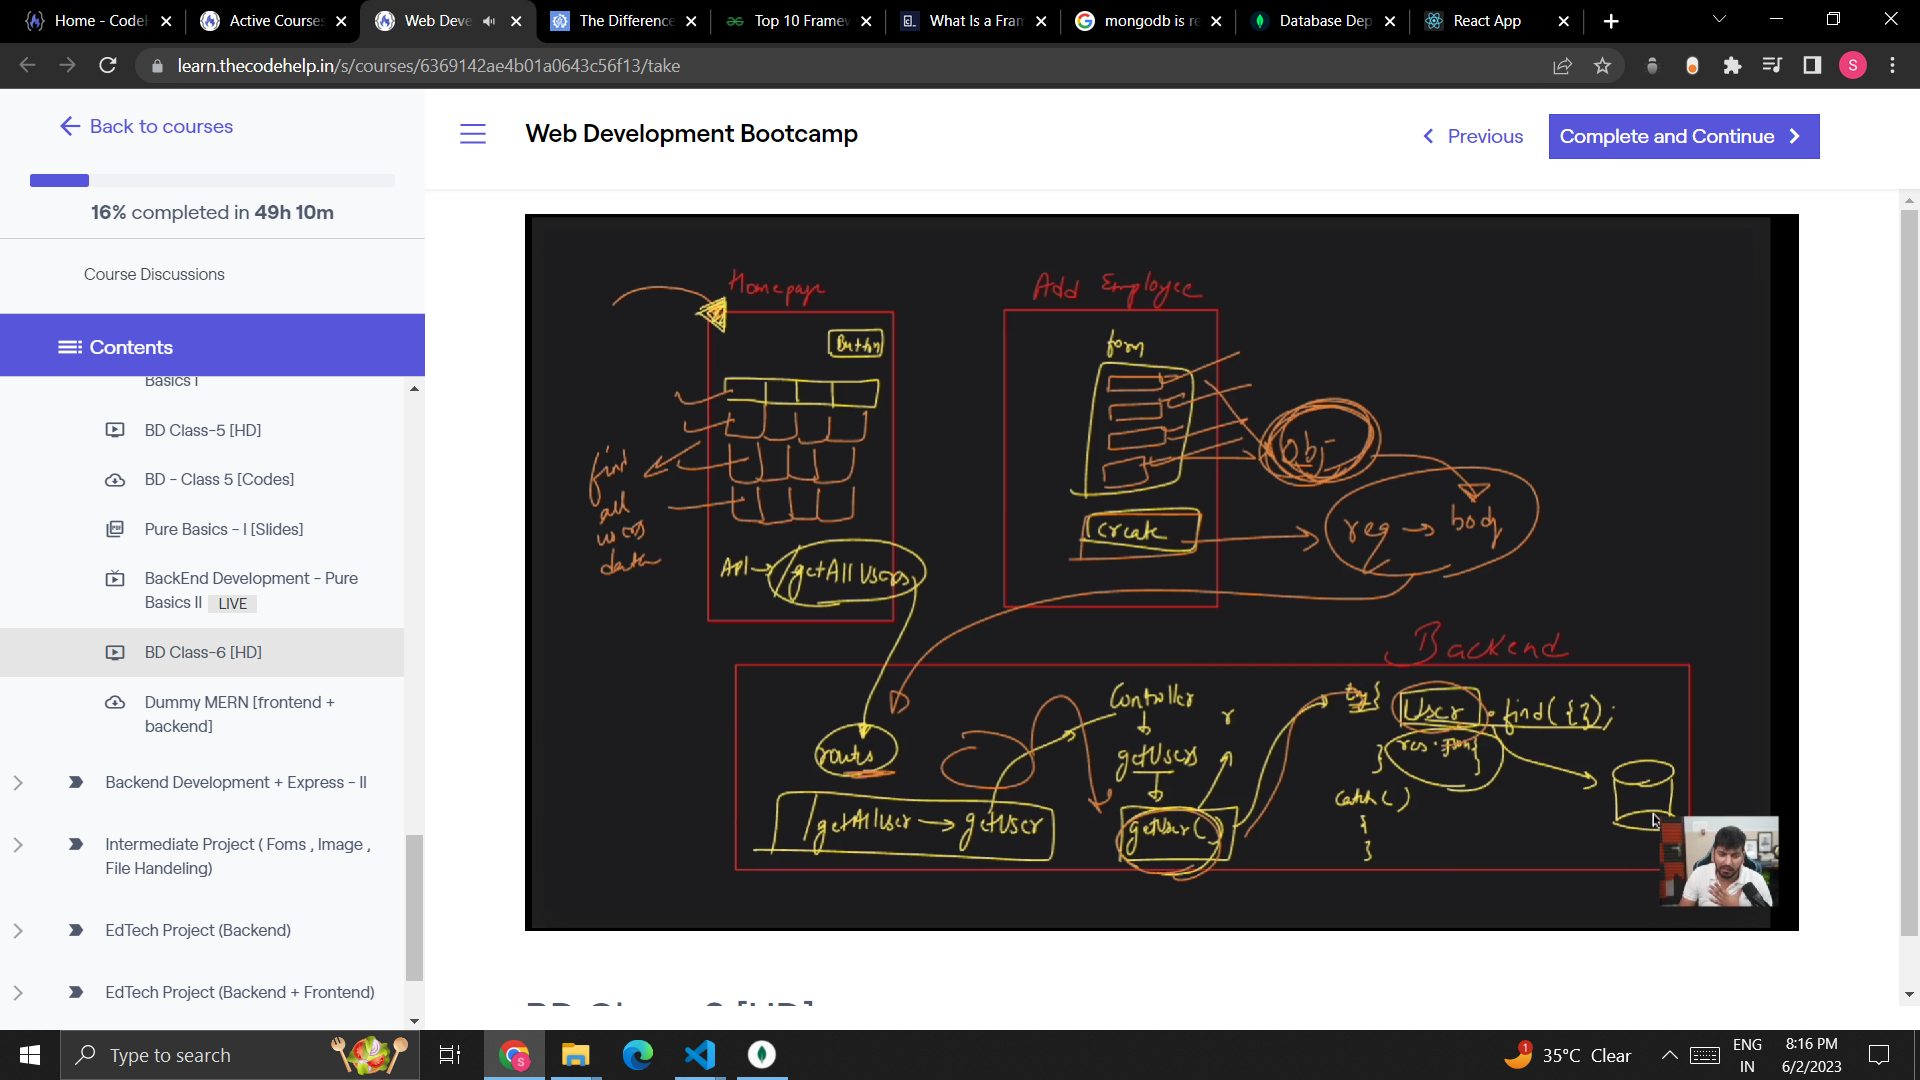 Home - CodeH
Active Courses
Web Deve
The Difference
Top 10 Framew
What Is a Fram
mongodb is re
Database Dep
React App
learn.thecodehelp.in/s/courses/6369142ae4b01a0643c56f13/take
S
Back to courses
16% completed in 49h 10m
Course Discussions
Contents
Basics I
BD Class-5 [HD]
BD - Class 5 [Codes]
Pure Basics - I [Slides]
BackEnd Development - Pure
Basics II LIVE
BD Class-6 [HD]
Dummy MERN [frontend +
backend]
Backend Development + Express - II
Intermediate Project ( Foms , Image ,
File Handeling)
EdTech Project (Backend)
EdTech Project (Backend + Frontend)
Web Development Bootcamp
Previous
Complete and Continue
Homepage
Button
find
all
users
data
API → /getAllUsers
Add Employee
form
Create
Obj
req → body
Backend
routes
/getAllUser → getUser
Controller
getUsers
getUser()
r
try {
User.find({});
res.json
}
catch()
{
}
Type to search
35°C Clear
1
ENG
IN
8:16 PM
6/2/2023